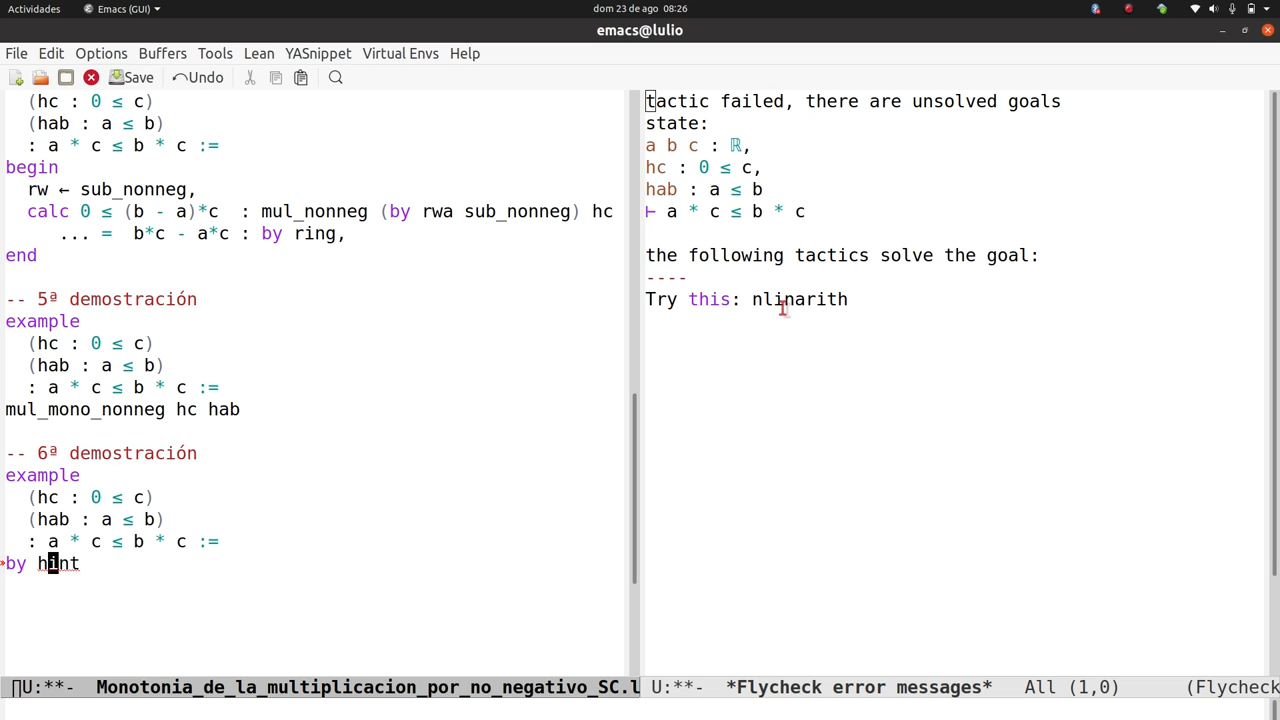 Actividades Emacs (GUI) dom 23 de ago 08:26
emacs@lulio
File Edit Options Buffers Tools Lean YASnippet Virtual Envs Help
Save Undo
(hc : 0 ≤ c)
(hab : a ≤ b)
: a * c ≤ b * c :=
begin
rw ← sub_nonneg,
calc 0 ≤ (b - a)*c : mul_nonneg (by rwa sub_nonneg) hc
... = b*c - a*c : by ring,
end
-- 5ª demostración
example
(hc : 0 ≤ c)
(hab : a ≤ b)
: a * c ≤ b * c :=
mul_mono_nonneg hc hab
-- 6ª demostración
example
(hc : 0 ≤ c)
(hab : a ≤ b)
: a * c ≤ b * c :=
by hint
tactic failed, there are unsolved goals
state:
a b c : ℝ,
hc : 0 ≤ c,
hab : a ≤ b
⊢ a * c ≤ b * c
the following tactics solve the goal:
----
Try this: nlinarith
∏U:**- Monotonia_de_la_multiplicacion_por_no_negativo_SC.l
U:**- *Flycheck error messages* All (1,0) (Flycheck